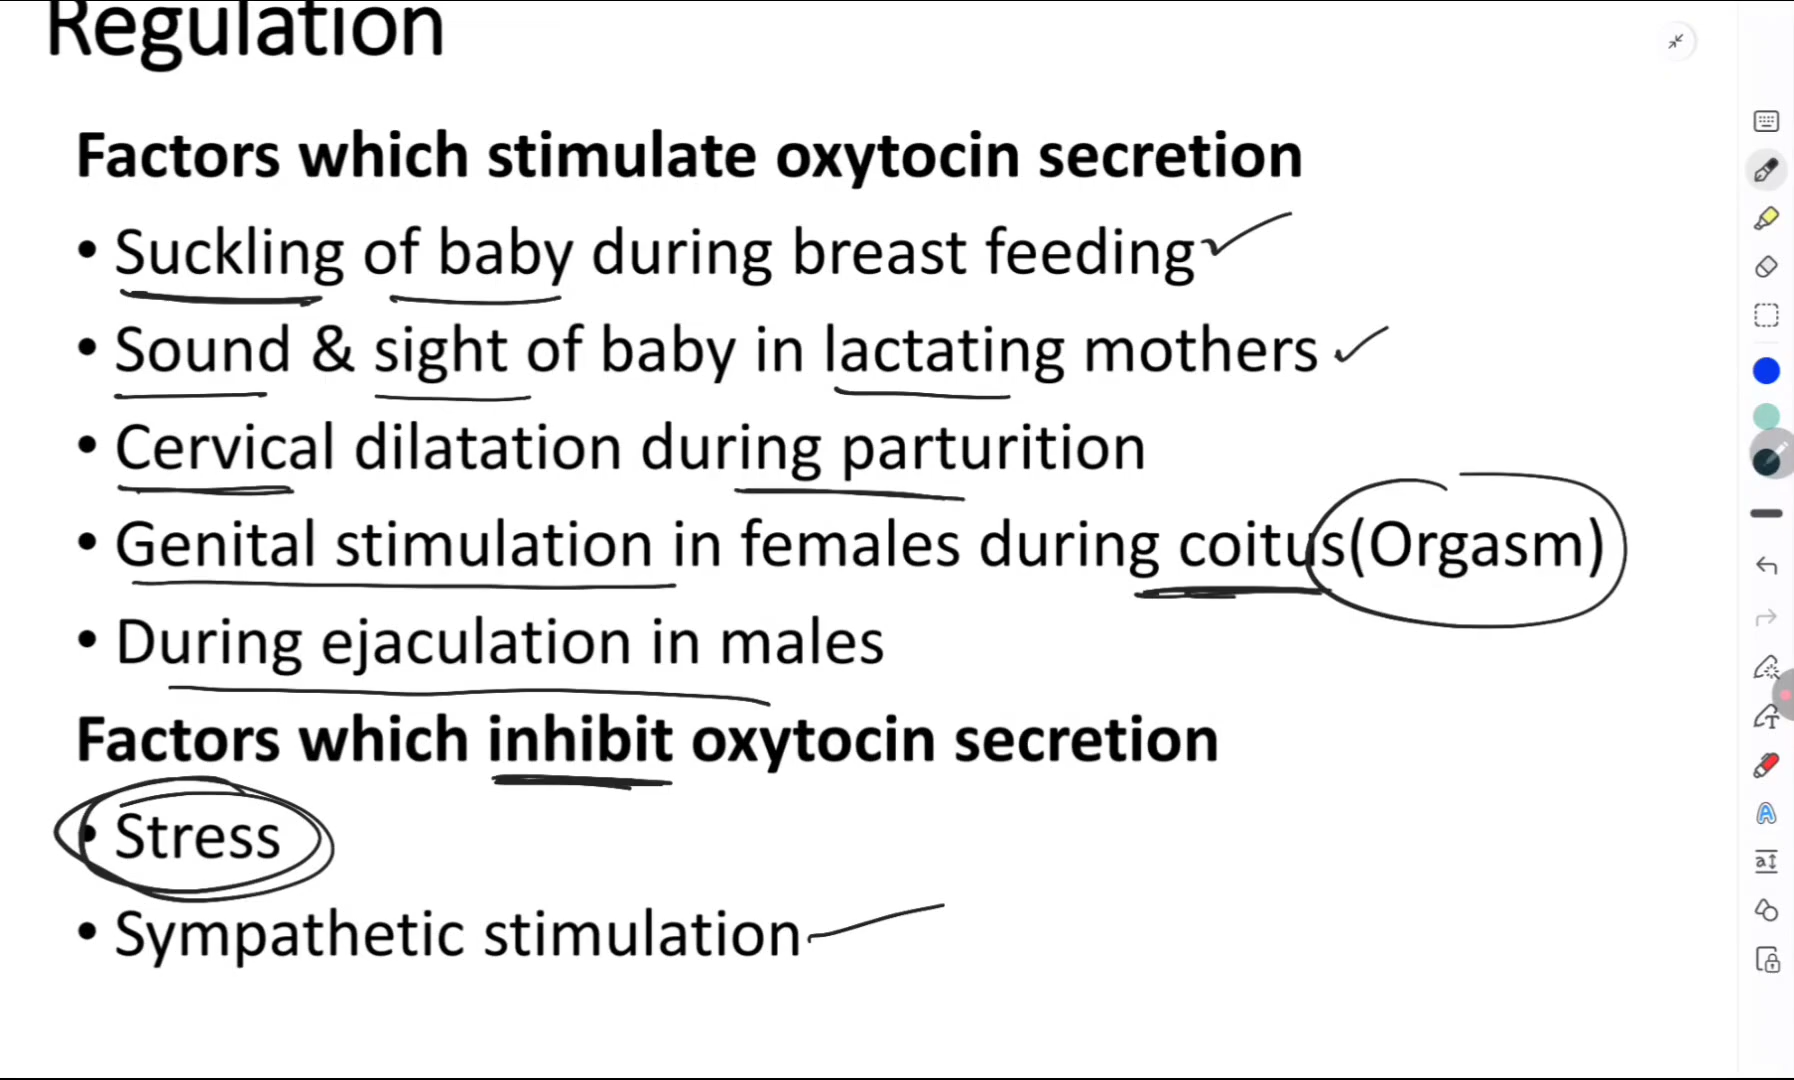 Regulation
Factors which stimulate oxytocin secretion
• Suckling of baby during breast feeding
• Sound & sight of baby in lactating mothers
• Cervical dilatation during parturition
• Genital stimulation in females during coitus(Orgasm)
• During ejaculation in males
Factors which inhibit oxytocin secretion
• Stress
• Sympathetic stimulation